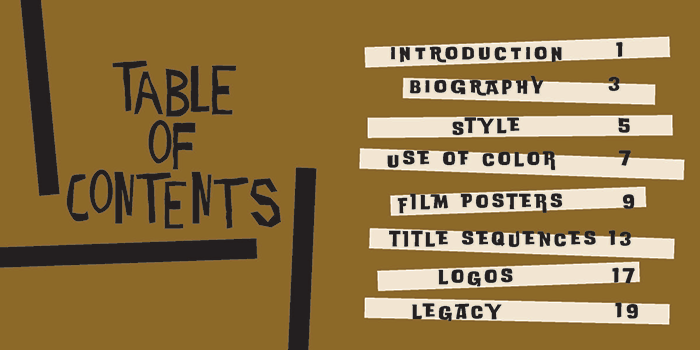 TABLE
OF
CONTENTS
INTRODUCTION 1
BIOGRAPHY 3
STYLE 5
USE OF COLOR 7
FILM POSTERS 9
TITLE SEQUENCES 13
LOGOS 17
LEGACY 19